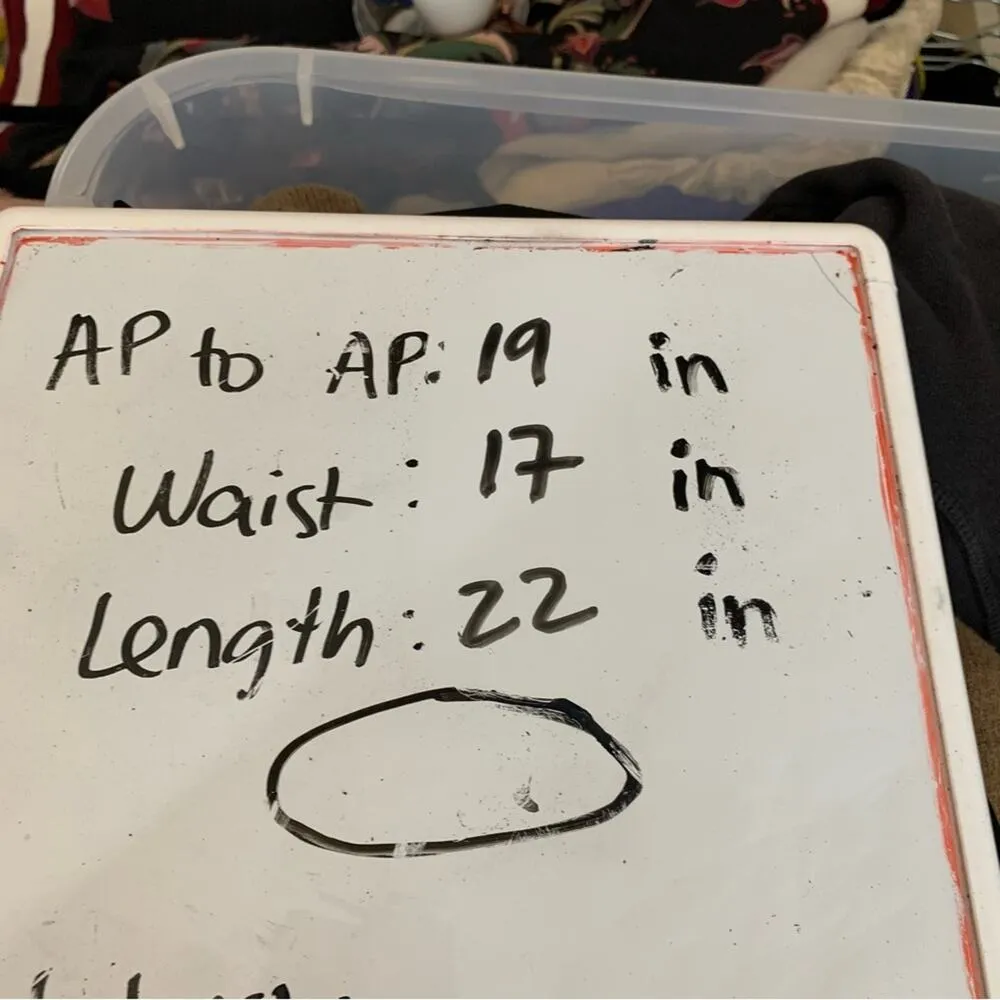 AP to AP: 19 in
Waist: 17 in
Length: 22 in